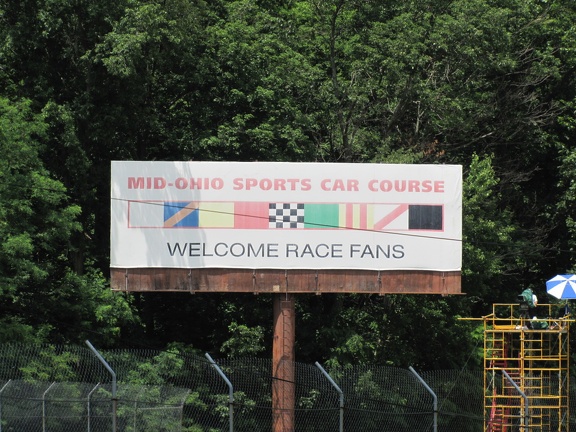 MID-OHIO SPORTS CAR COURSE
WELCOME RACE FANS